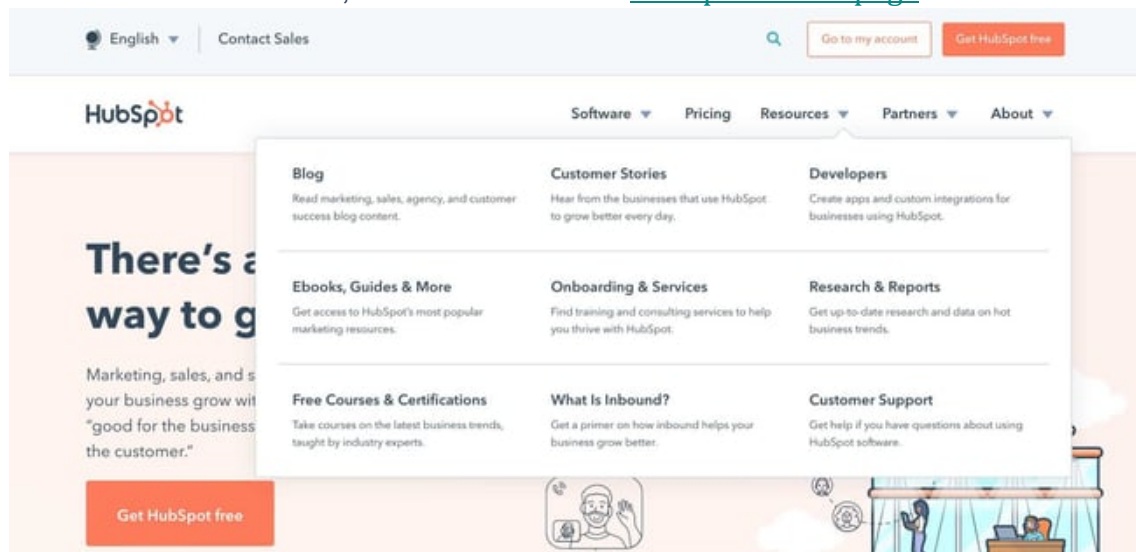 English
Contact Sales
Go to my account
Get HubSpot free
HubSpot
Software
Pricing
Resources
Partners
About
Blog
Read marketing, sales, agency, and customer
success blog content.
Customer Stories
Hear from the businesses that use HubSpot
to grow better every day.
Developers
Create apps and custom integrations for
businesses using HubSpot.
Ebooks, Guides & More
Get access to HubSpot's most popular
marketing resources.
Onboarding & Services
Find training and consulting services to help
you thrive with HubSpot.
Research & Reports
Get up-to-date research and data on hot
business trends.
Free Courses & Certifications
Take courses on the latest business trends,
taught by industry experts.
What Is Inbound?
Get a primer on how inbound helps your
business grow better.
Customer Support
Get help if you have questions about using
HubSpot software.
There's a
way to g
Marketing, sales, and s
your business grow wit
“good for the business
the customer.”
Get HubSpot free